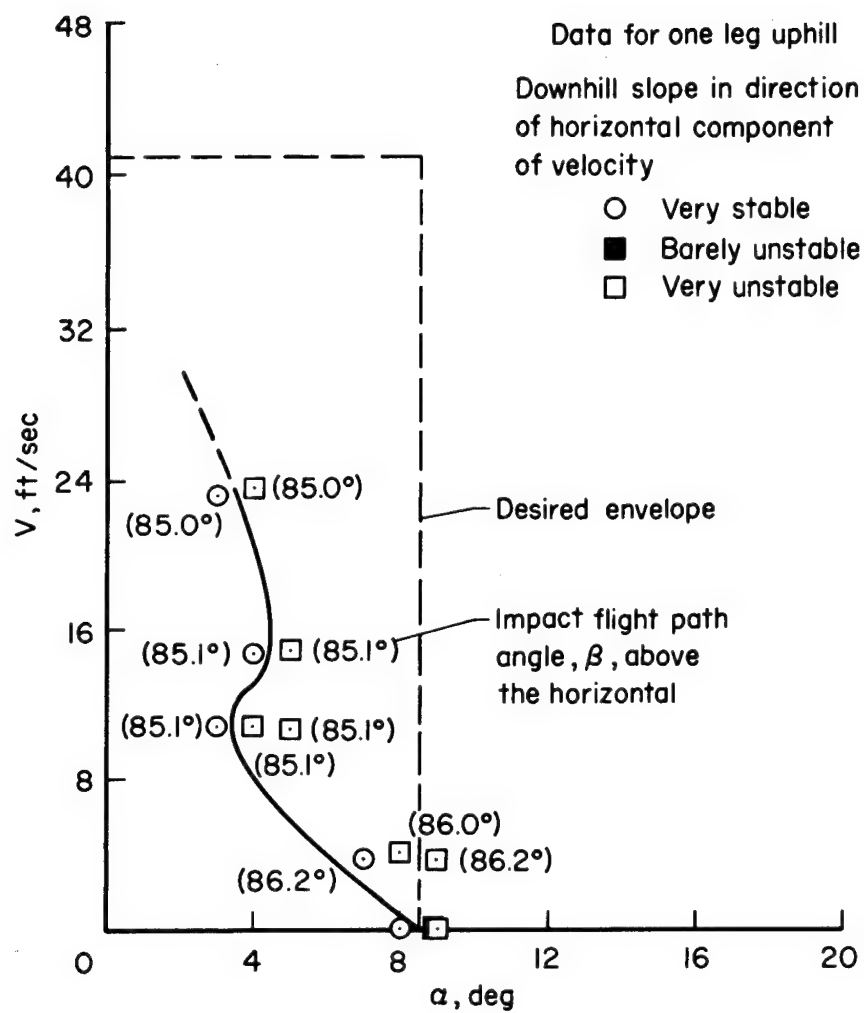 48
40
32
24
16
8
0
4
8
12
16
20
V, ft/sec
α, deg
Data for one leg uphill
Downhill slope in direction
of horizontal component
of velocity
Very stable
Barely unstable
Very unstable
(85.0°)
(85.0°)
Desired envelope
Impact flight path
angle, β, above
the horizontal
(85.1°)
(85.1°)
(85.1°)
(85.1°)
(85.1°)
(86.0°)
(86.2°)
(86.2°)